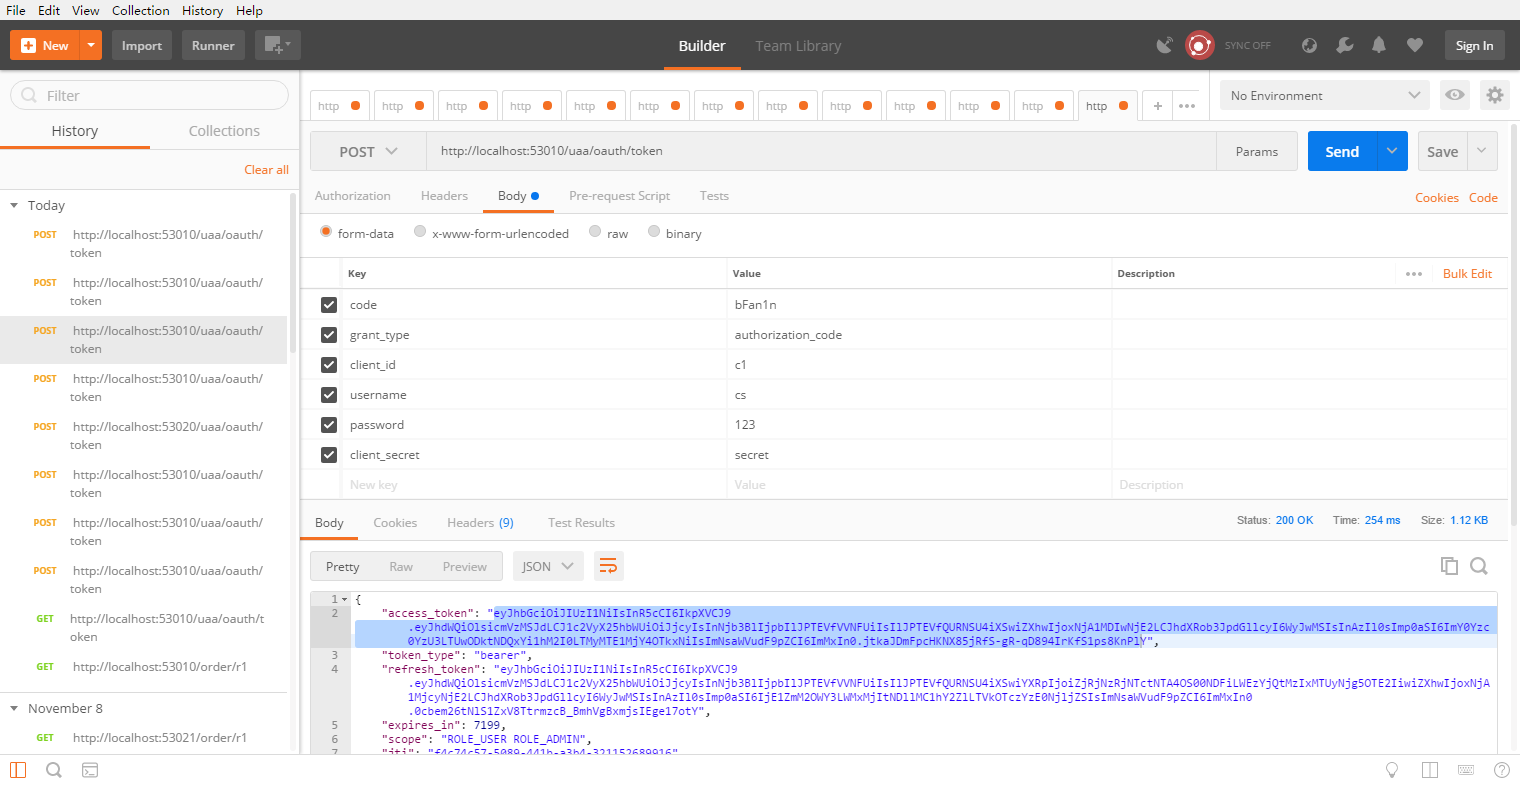 File Edit View Collection History Help
New Import Runner Builder Team Library SYNC OFF Sign In
Filter
History Collections
Clear all
Today
POST http://localhost:53010/uaa/oauth/
token
POST http://localhost:53010/uaa/oauth/
token
POST http://localhost:53010/uaa/oauth/
token
POST http://localhost:53010/uaa/oauth/
token
POST http://localhost:53020/uaa/oauth/
token
POST http://localhost:53010/uaa/oauth/
token
POST http://localhost:53010/uaa/oauth/
token
POST http://localhost:53010/uaa/oauth/
token
GET http://localhost:53010/uaa/oauth/t
oken
GET http://localhost:53010/order/r1
November 8
GET http://localhost:53021/order/r1
http http http http http http http http http http http http http + •••
No Environment
POST http://localhost:53010/uaa/oauth/token Params Send Save
Authorization Headers Body Pre-request Script Tests Cookies Code
form-data x-www-form-urlencoded raw binary
Key Value Description ••• Bulk Edit
code bFan1n
grant_type authorization_code
client_id c1
username cs
password 123
client_secret secret
New key Value Description
Body Cookies Headers (9) Test Results Status: 200 OK Time: 254 ms Size: 1.12 KB
Pretty Raw Preview JSON
1 {
2 "access_token": "eyJhbGciOiJIUzI1NiIsInR5cCI6IkpXVCJ9
3 "token_type": "bearer",
4 "refresh_token": "eyJhbGciOiJIUzI1NiIsInR5cCI6IkpXVCJ9
5 "expires_in": 7199,
6 "scope": "ROLE_USER ROLE_ADMIN",
7 "jti": "f4c74c57-5089-441b-a3b4-321152689916"